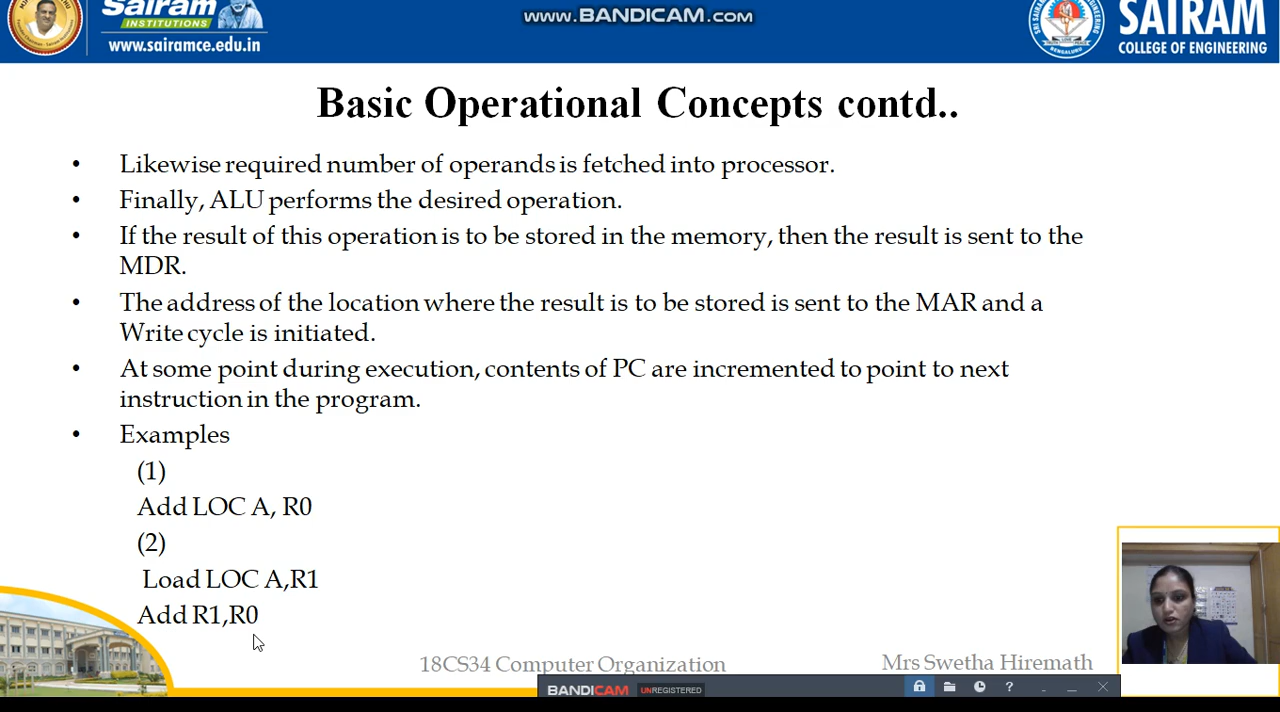 www.BANDICAM.com
Sairam
INSTITUTIONS
www.sairamce.edu.in
SAIRAM
COLLEGE OF ENGINEERING
Basic Operational Concepts contd..
• Likewise required number of operands is fetched into processor.
• Finally, ALU performs the desired operation.
• If the result of this operation is to be stored in the memory, then the result is sent to the
MDR.
• The address of the location where the result is to be stored is sent to the MAR and a
Write cycle is initiated.
• At some point during execution, contents of PC are incremented to point to next
instruction in the program.
• Examples
(1)
Add LOC A, R0
(2)
Load LOC A,R1
Add R1,R0
18CS34 Computer Organization
Mrs Swetha Hiremath
BANDICAM UNREGISTERED